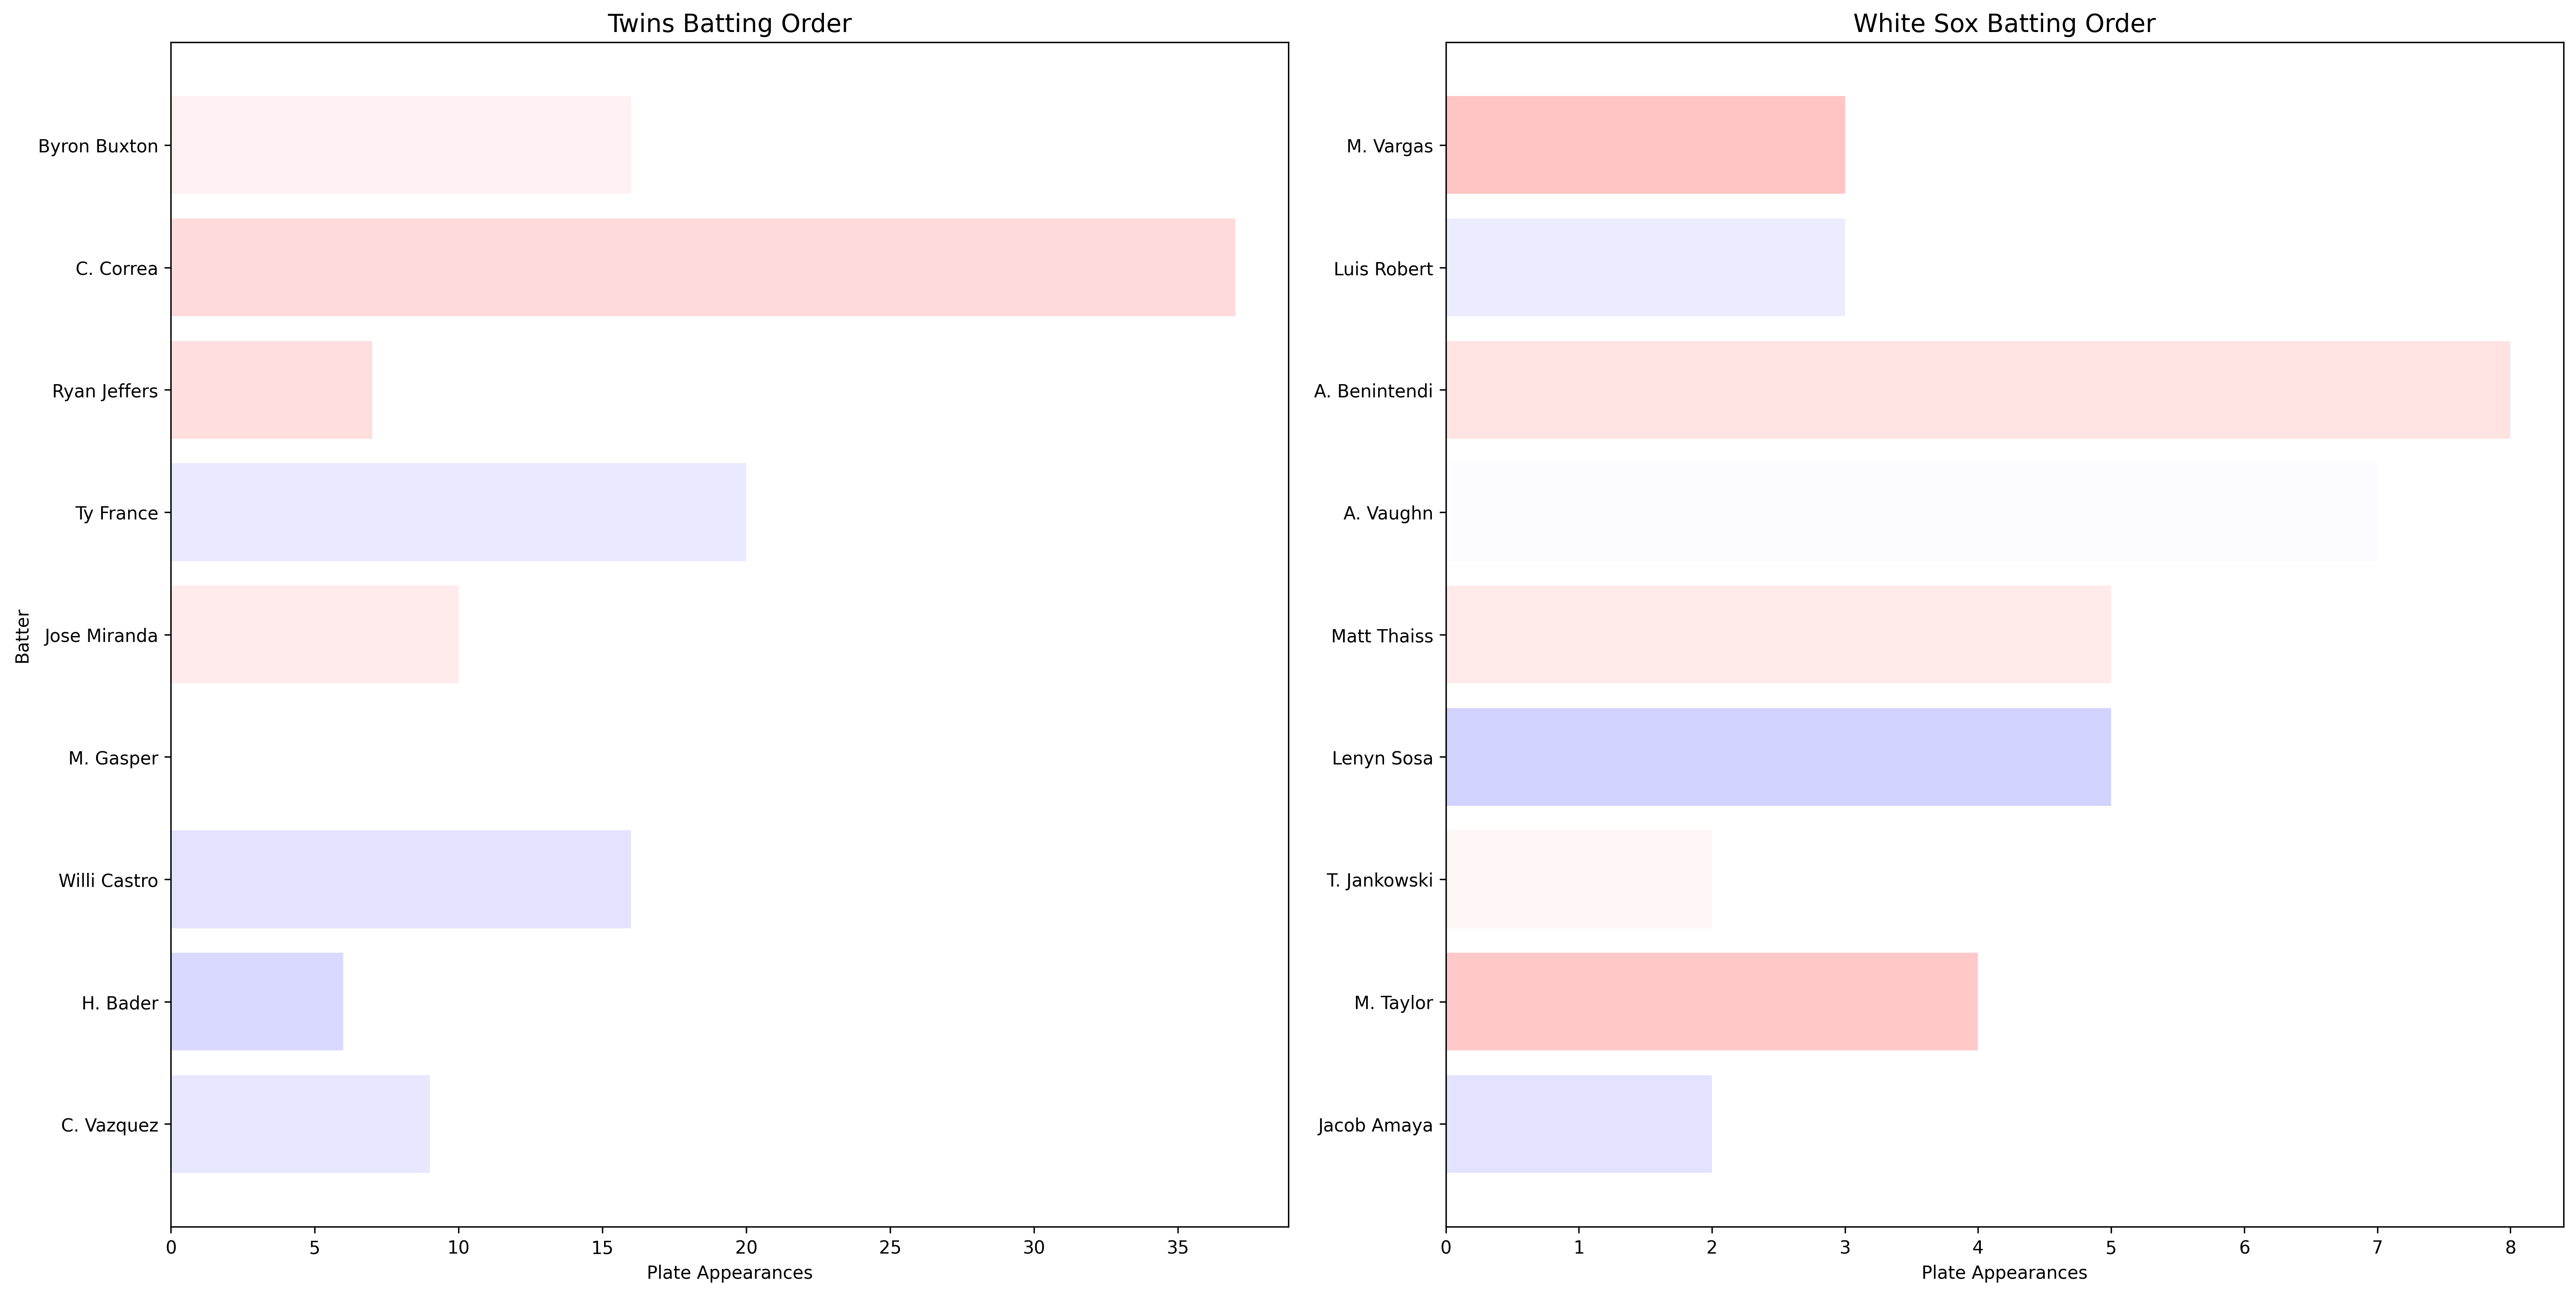 Twins Batting Order
Batter
Byron Buxton
C. Correa
Ryan Jeffers
Ty France
Jose Miranda
M. Gasper
Willi Castro
H. Bader
C. Vazquez
0 5 10 15 20 25 30 35
Plate Appearances
White Sox Batting Order
M. Vargas
Luis Robert
A. Benintendi
A. Vaughn
Matt Thaiss
Lenyn Sosa
T. Jankowski
M. Taylor
Jacob Amaya
0 1 2 3 4 5 6 7 8
Plate Appearances